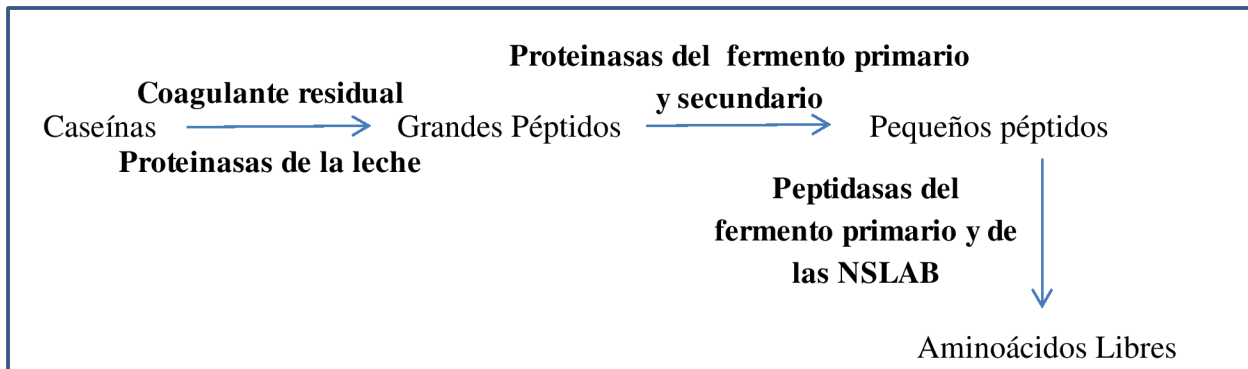 Proteinasas del fermento primario
y secundario
Coagulante residual
Caseínas
Grandes Péptidos
Pequeños péptidos
Proteinasas de la leche
Peptidasas del
fermento primario y de
las NSLAB
Aminoácidos Libres